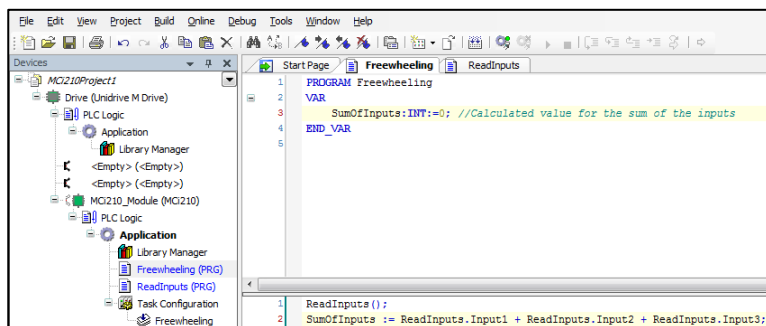 File Edit View Project Build Online Debug Tools Window Help
Devices
MCi210Project1
Drive (Unidrive M Drive)
PLC Logic
Application
Library Manager
<Empty> (<Empty>)
<Empty> (<Empty>)
MCi210_Module (MCi210)
PLC Logic
Application
Library Manager
Freewheeling (PRG)
ReadInputs (PRG)
Task Configuration
Freewheeling
Start Page Freewheeling ReadInputs
1 PROGRAM Freewheeling
2 VAR
3 SumOfInputs:INT:=0; //Calculated value for the sum of the inputs
4 END_VAR
5
1 ReadInputs();
2 SumOfInputs := ReadInputs.Input1 + ReadInputs.Input2 + ReadInputs.Input3;